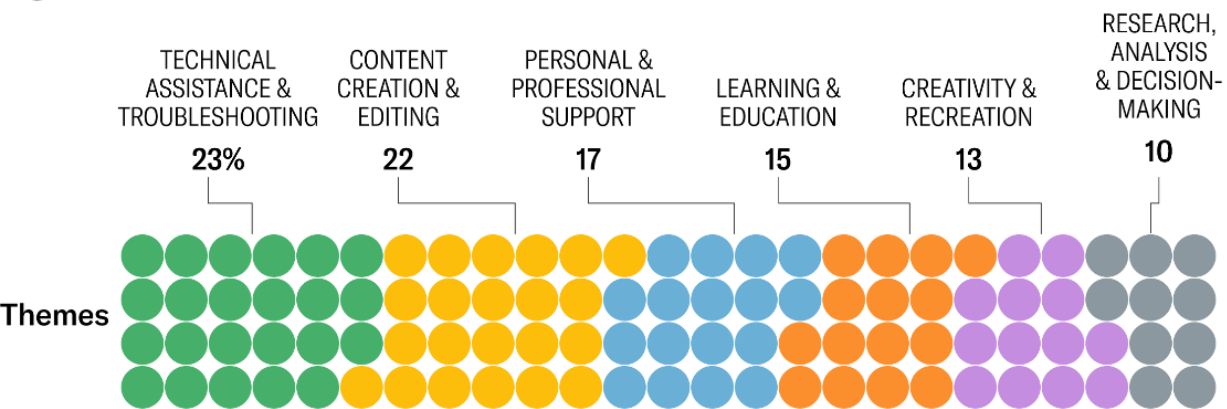 TECHNICAL
ASSISTANCE &
TROUBLESHOOTING
23%
CONTENT
CREATION &
EDITING
22
PERSONAL &
PROFESSIONAL
SUPPORT
17
LEARNING &
EDUCATION
15
CREATIVITY &
RECREATION
13
RESEARCH,
ANALYSIS
& DECISION-
MAKING
10
Themes